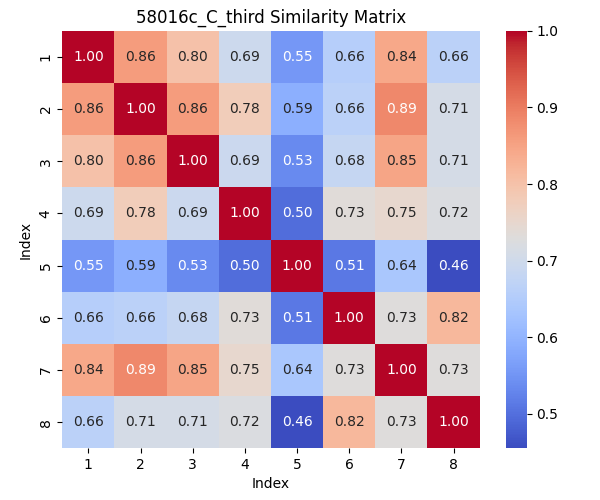 58016c_C_third Similarity Matrix
1 1.00 0.86 0.80 0.69 0.55 0.66 0.84 0.66
2 0.86 1.00 0.86 0.78 0.59 0.66 0.89 0.71
3 0.80 0.86 1.00 0.69 0.53 0.68 0.85 0.71
4 0.69 0.78 0.69 1.00 0.50 0.73 0.75 0.72
5 0.55 0.59 0.53 0.50 1.00 0.51 0.64 0.46
6 0.66 0.66 0.68 0.73 0.51 1.00 0.73 0.82
7 0.84 0.89 0.85 0.75 0.64 0.73 1.00 0.73
8 0.66 0.71 0.71 0.72 0.46 0.82 0.73 1.00
1 2 3 4 5 6 7 8
Index
Index
1.0
0.9
0.8
0.7
0.6
0.5